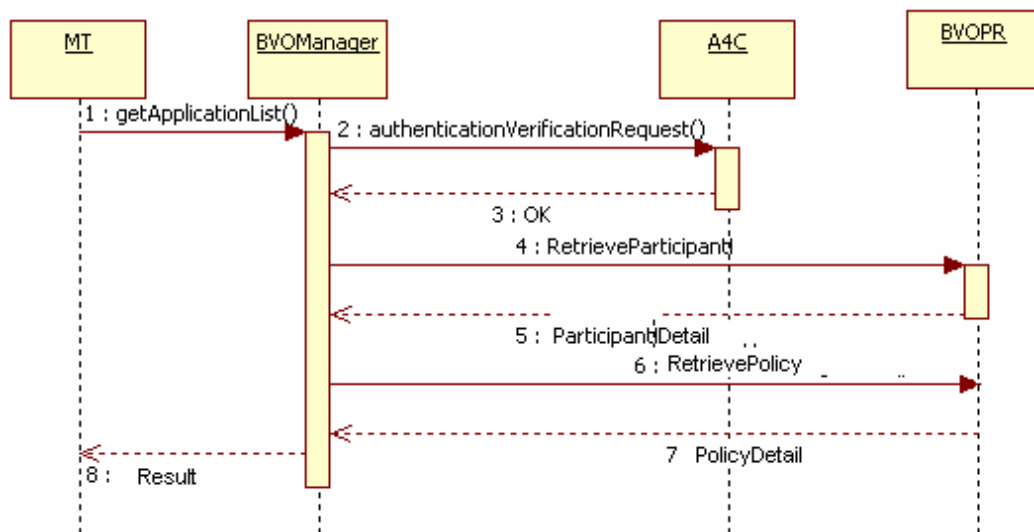 MT
BVOManager
A4C
BVOPR
1 : getApplicationList()
2 : authenticationVerificationRequest()
3 : OK
4 : RetrieveParticipant
5 : ParticipantDetail
6 : RetrievePolicy
7 PolicyDetail
8 : Result